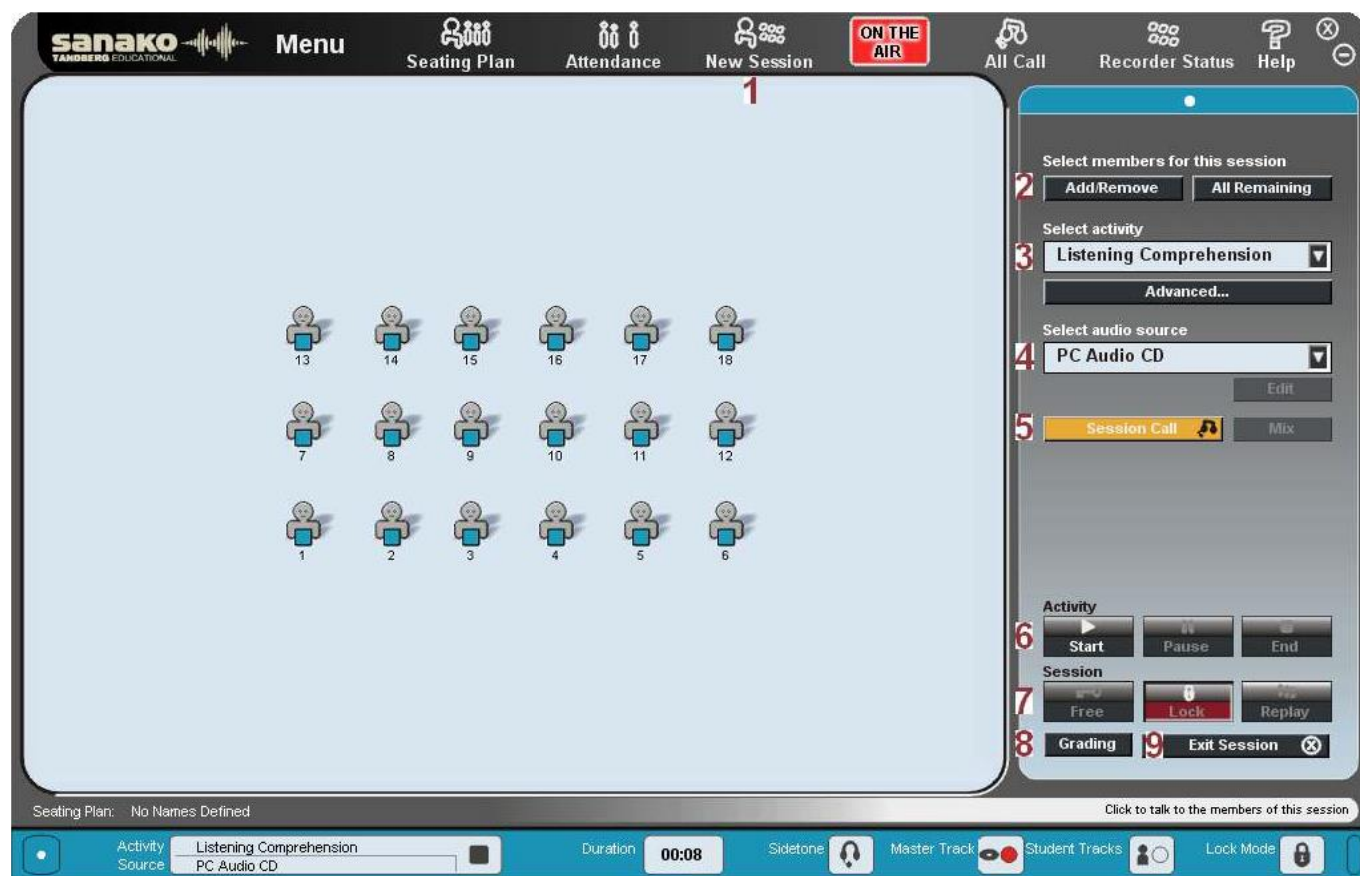 sanako
TANDBERG EDUCATIONAL
Menu
Seating Plan
Attendance
New Session
ON THE
AIR
All Call
Recorder Status
Help
1
Select members for this session
2
Add/Remove
All Remaining
Select activity
3
Listening Comprehension
Advanced...
Select audio source
4
PC Audio CD
Edit
5
Session Call
Mix
13
14
15
16
17
18
7
8
9
10
11
12
1
2
3
4
5
6
Activity
6
Start
Pause
End
Session
7
Free
Lock
Replay
8
Grading
9
Exit Session
Seating Plan: No Names Defined
Click to talk to the members of this session
Activity
Listening Comprehension
Source
PC Audio CD
Duration
00:08
Sidetone
Master Track
Student Tracks
Lock Mode